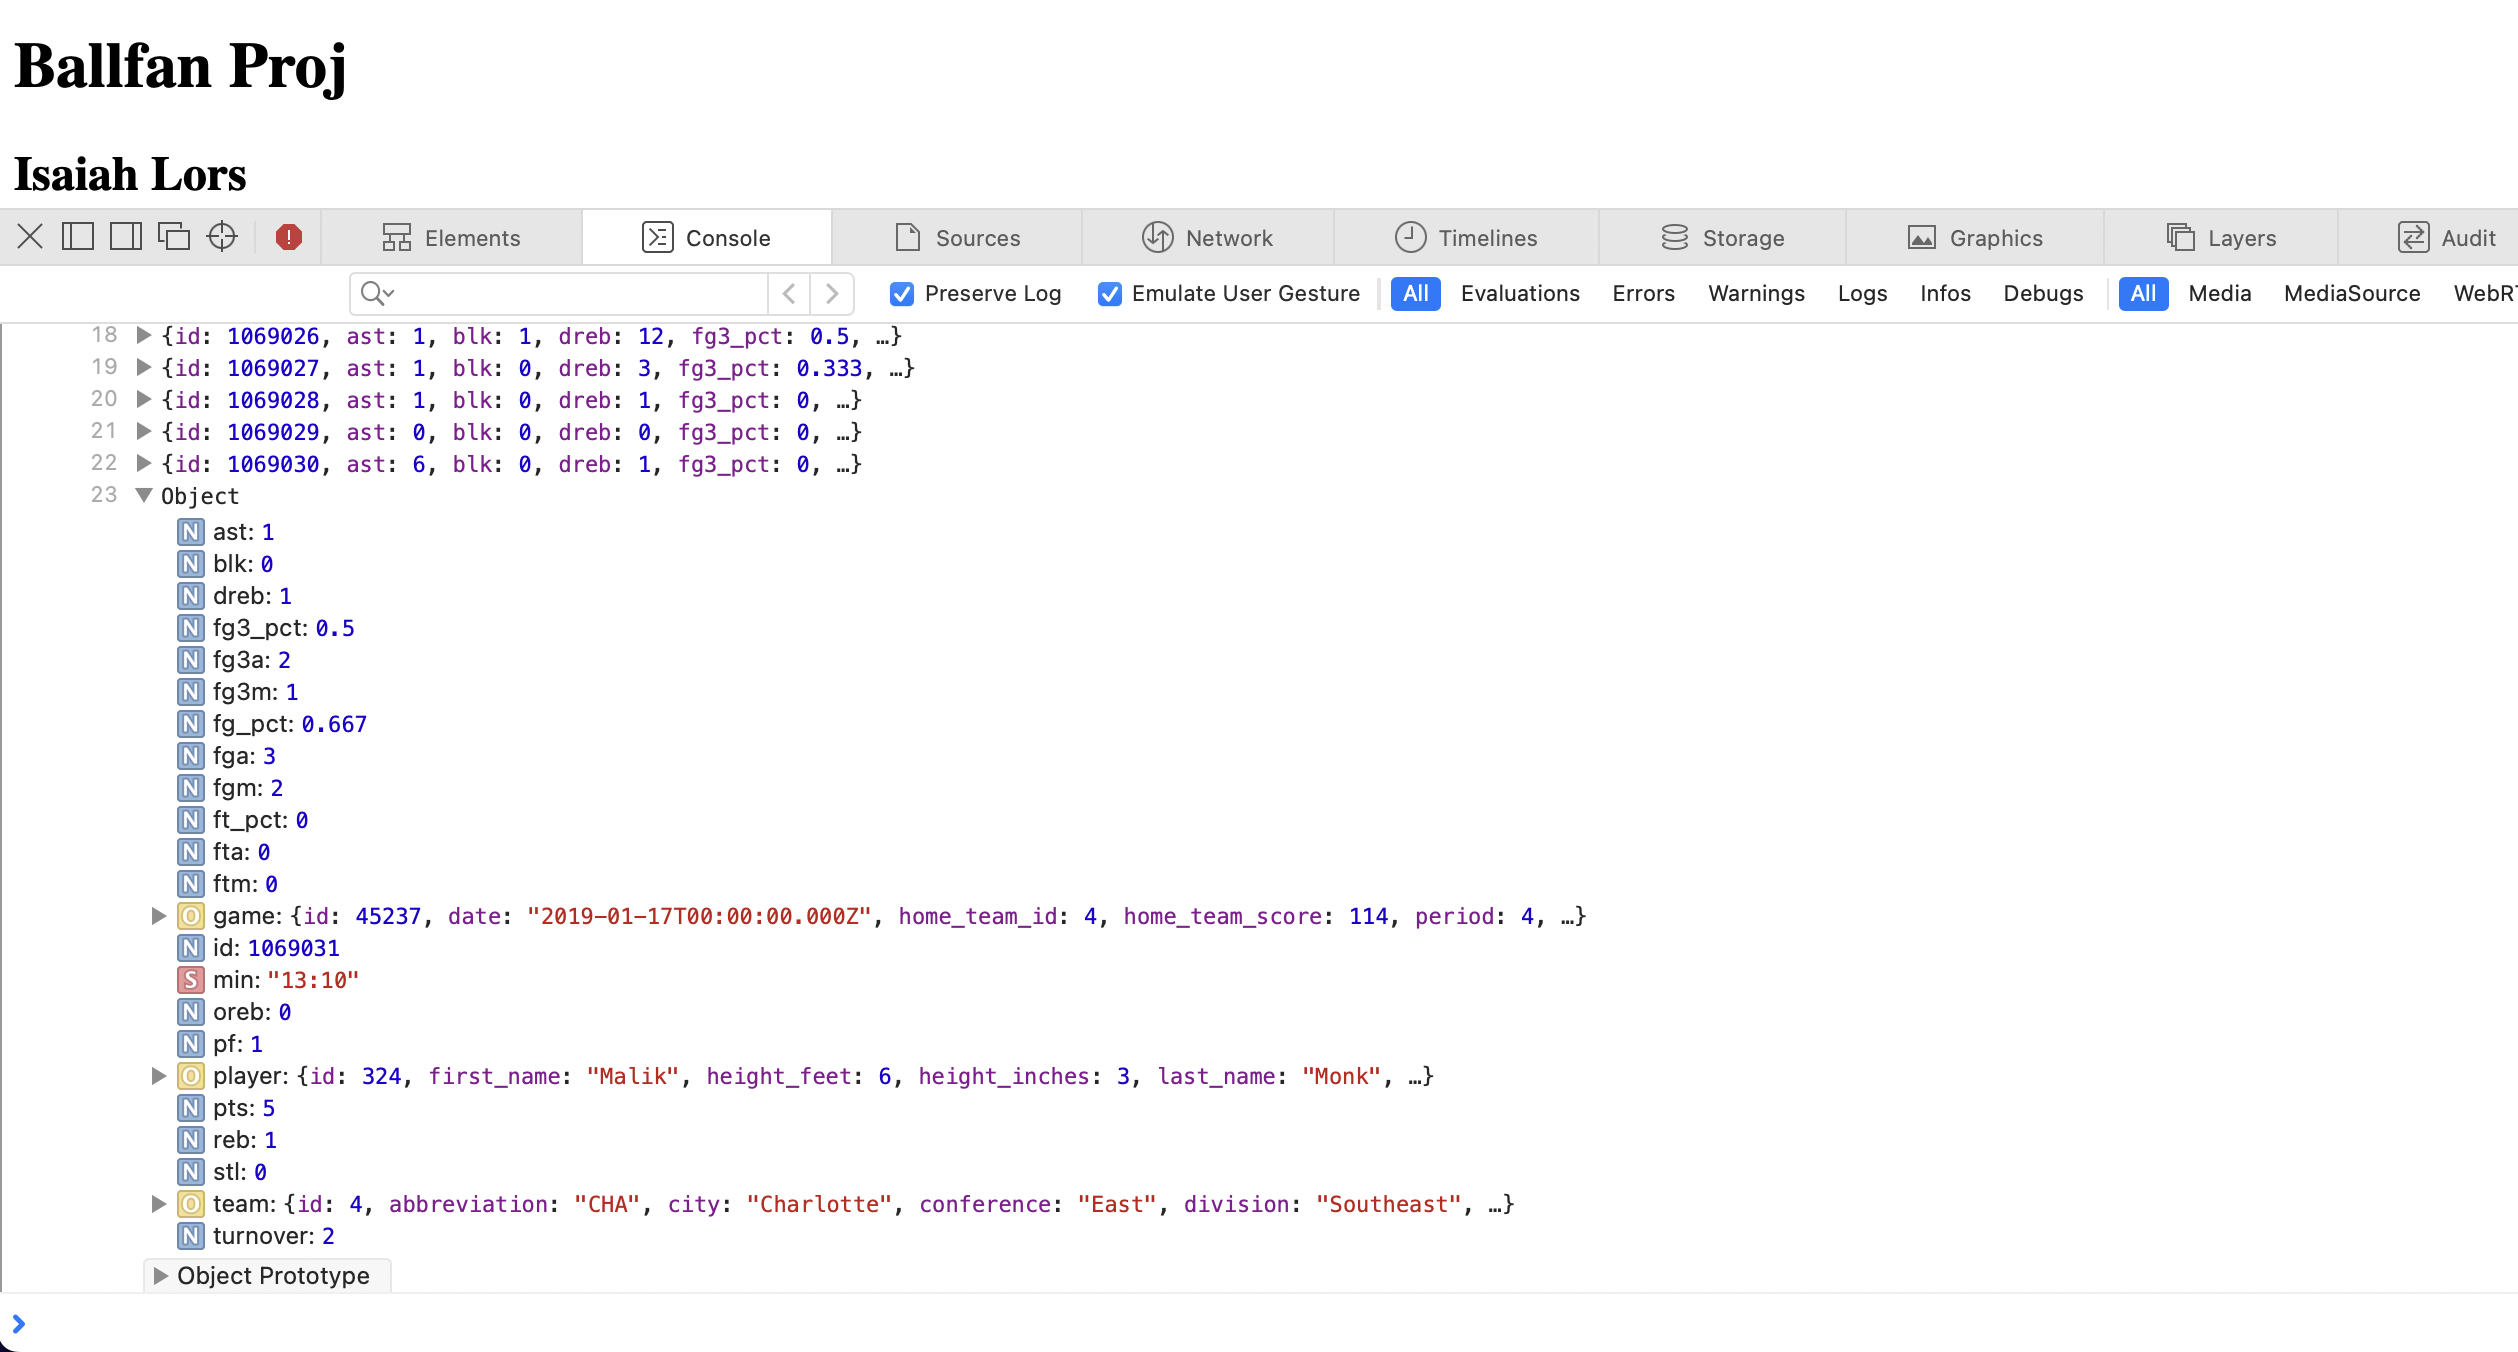 Ballfan Proj
Isaiah Lors
Elements Console Sources Network Timelines Storage Graphics Layers Audit
Preserve Log Emulate User Gesture All Evaluations Errors Warnings Logs Infos Debugs All Media MediaSource WebRT
18 {id: 1069026, ast: 1, blk: 1, dreb: 12, fg3_pct: 0.5, …}
19 {id: 1069027, ast: 1, blk: 0, dreb: 3, fg3_pct: 0.333, …}
20 {id: 1069028, ast: 1, blk: 0, dreb: 1, fg3_pct: 0, …}
21 {id: 1069029, ast: 0, blk: 0, dreb: 0, fg3_pct: 0, …}
22 {id: 1069030, ast: 6, blk: 0, dreb: 1, fg3_pct: 0, …}
23 Object
N ast: 1
N blk: 0
N dreb: 1
N fg3_pct: 0.5
N fg3a: 2
N fg3m: 1
N fg_pct: 0.667
N fga: 3
N fgm: 2
N ft_pct: 0
N fta: 0
N ftm: 0
O game: {id: 45237, date: "2019-01-17T00:00:00.000Z", home_team_id: 4, home_team_score: 114, period: 4, …}
N id: 1069031
S min: "13:10"
N oreb: 0
N pf: 1
O player: {id: 324, first_name: "Malik", height_feet: 6, height_inches: 3, last_name: "Monk", …}
N pts: 5
N reb: 1
N stl: 0
O team: {id: 4, abbreviation: "CHA", city: "Charlotte", conference: "East", division: "Southeast", …}
N turnover: 2
Object Prototype